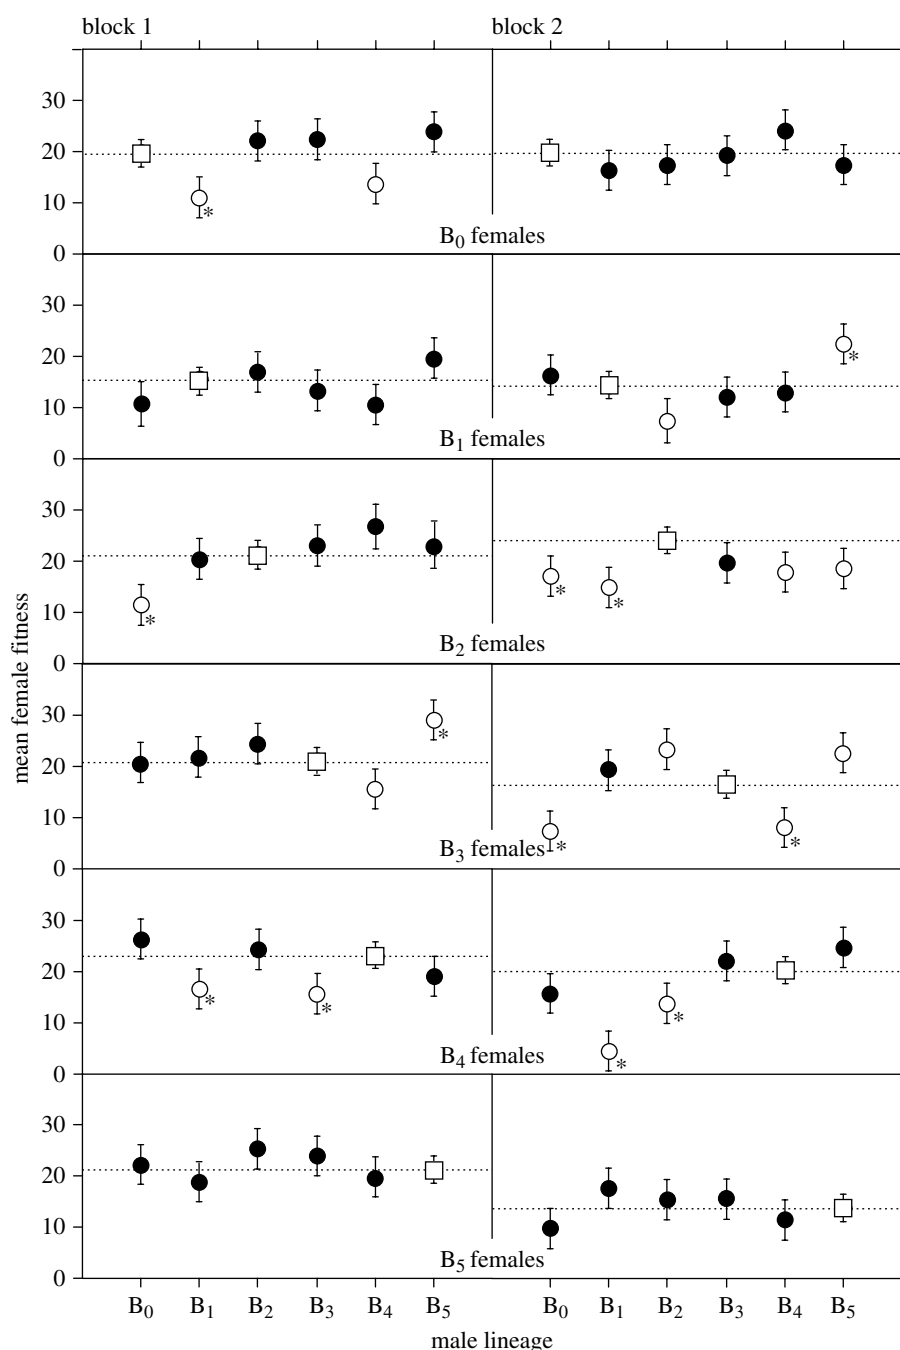 block 1 block 2
30
20
10
0
*
B₀ females
30
20
10
0
*
B₁ females
30
20
10
0
* * *
B₂ females
30
20
10
0
* * *
B₃ females
30
20
10
0
* * * *
B₄ females
30
20
10
0
B₅ females
mean female fitness
B₀ B₁ B₂ B₃ B₄ B₅ B₀ B₁ B₂ B₃ B₄ B₅
male lineage